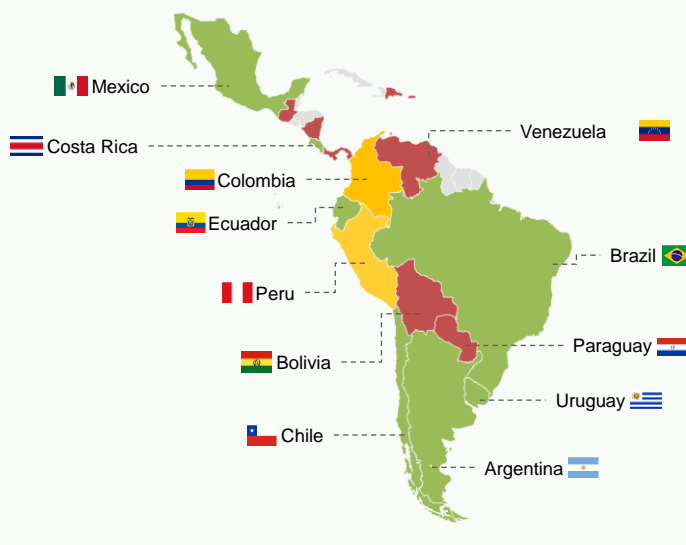 Mexico
Costa Rica
Venezuela
Colombia
Ecuador
Brazil
Peru
Paraguay
Bolivia
Uruguay
Chile
Argentina